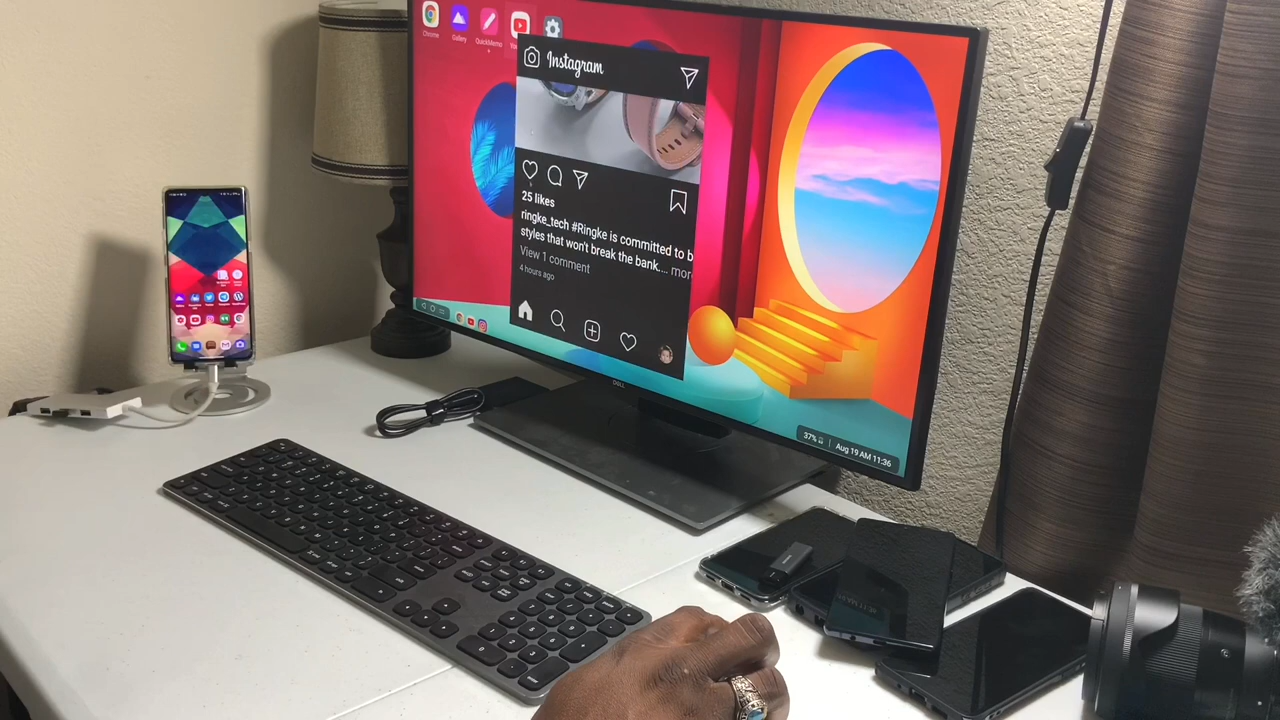 Chrome
Gallery
QuickMemo
Instagram
25 likes
ringke_tech #Ringke is committed to b
styles that won't break the bank.... mor
View 1 comment
4 hours ago
DELL
37%
Aug 19 AM 11:36